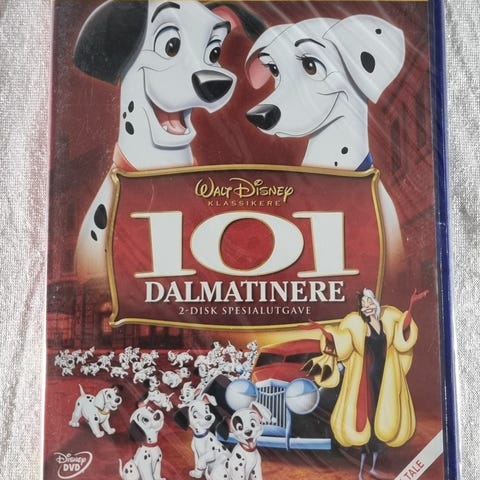 WALT DISNEY
KLASSIKERE
101
DALMATINERE
2-DISK SPESIALUTGAVE
Disney
DVD
TALE